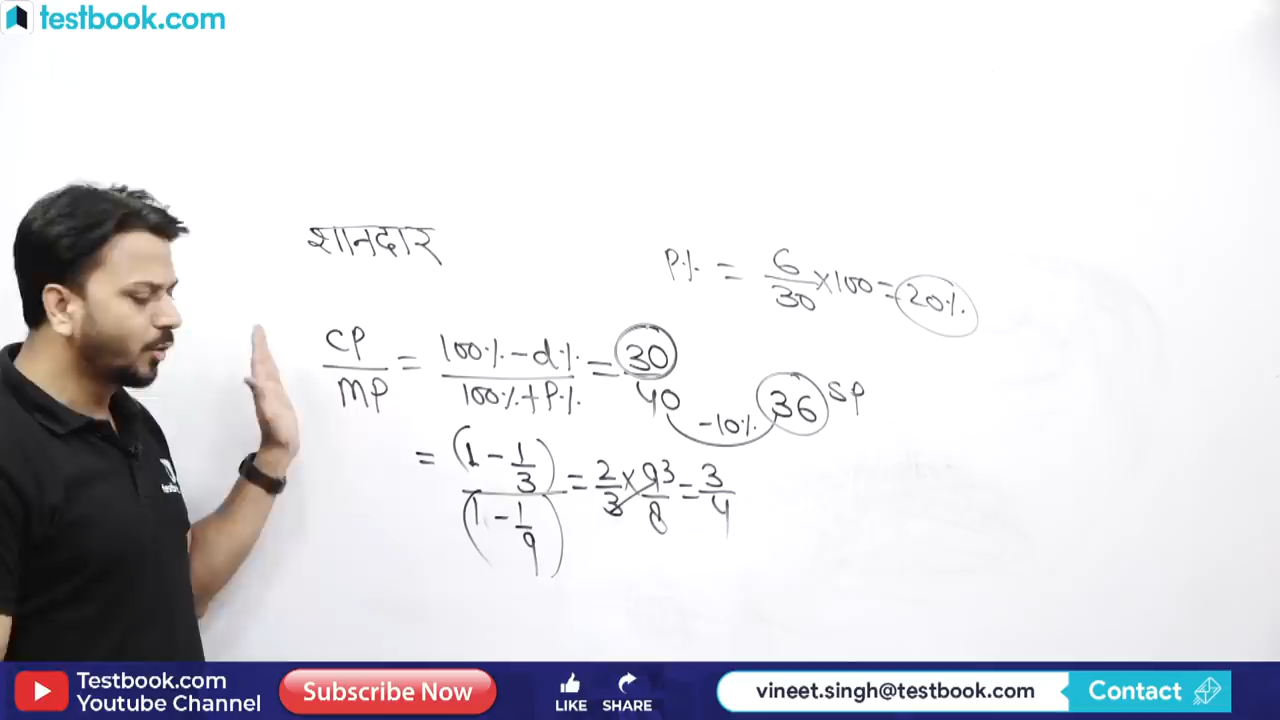 testbook.com
शानदार
P.% = 6/30 × 100 = 20%
CP/MP = (100% - d%)/(100% + P.%) = 30/40
-10% 36 SP
= (1 - 1/3)/(1 - 1/9) = 2/3 × 9/8 3 = 3/4
Testbook.com
Youtube Channel
Subscribe Now
LIKE
SHARE
vineet.singh@testbook.com
Contact